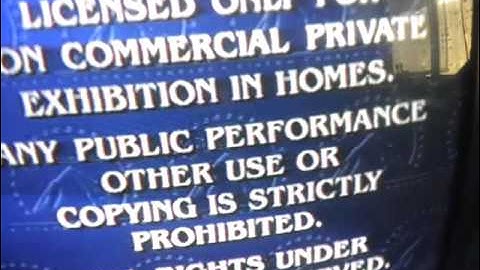 LICENSED ONLY FOR
ON COMMERCIAL PRIVATE
EXHIBITION IN HOMES.
ANY PUBLIC PERFORMANCE
OTHER USE OR
COPYING IS STRICTLY
PROHIBITED.
RIGHTS UNDER